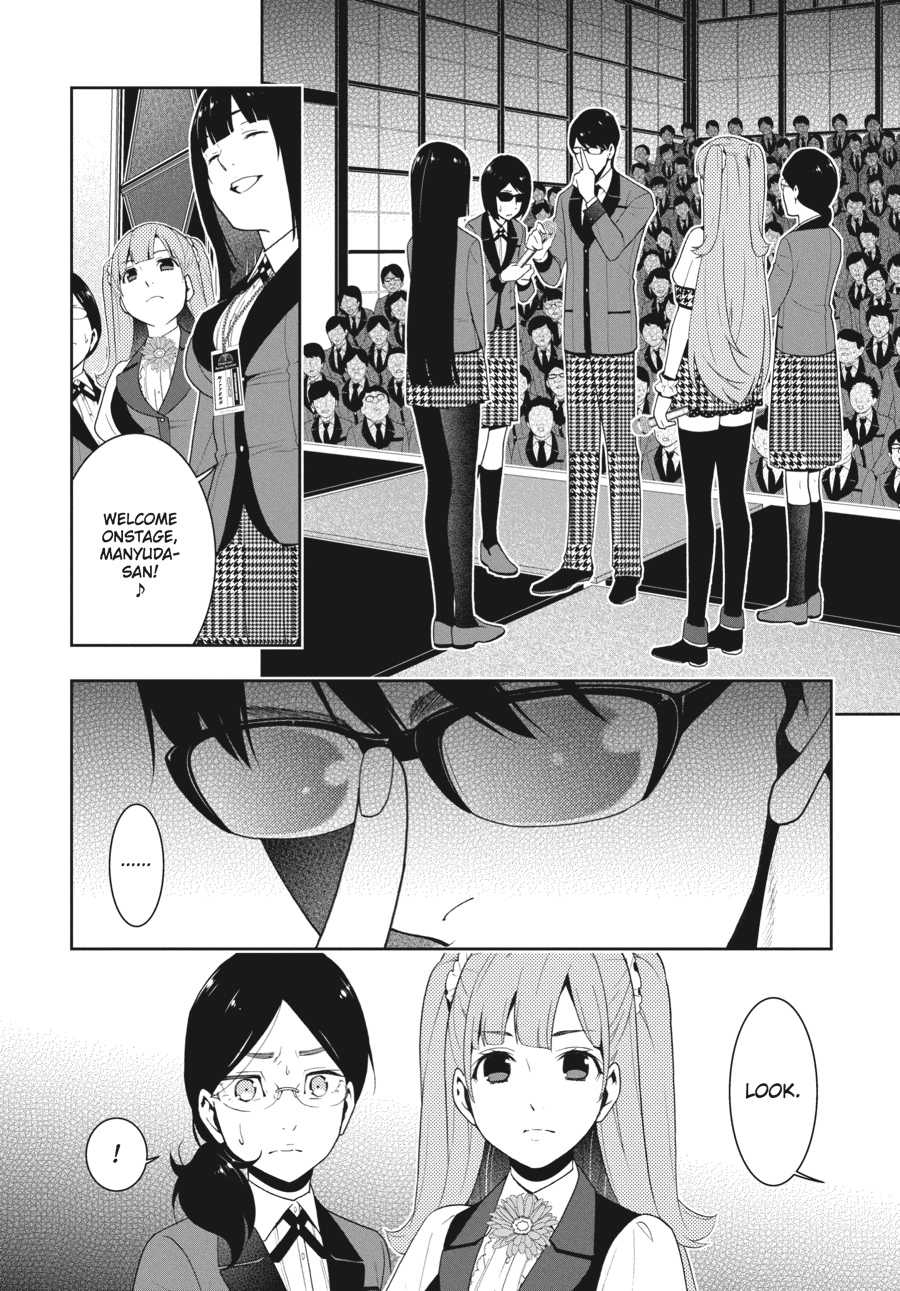 WELCOME
ONSTAGE,
MANYUDA-
SAN!
♪
......
LOOK.
!